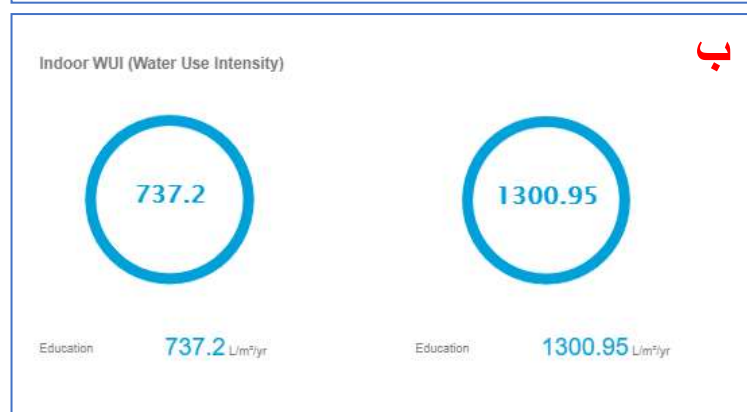 ب
Indoor WUI (Water Use Intensity)
737.2
1300.95
Education 737.2 L/m²/yr
Education 1300.95 L/m²/yr